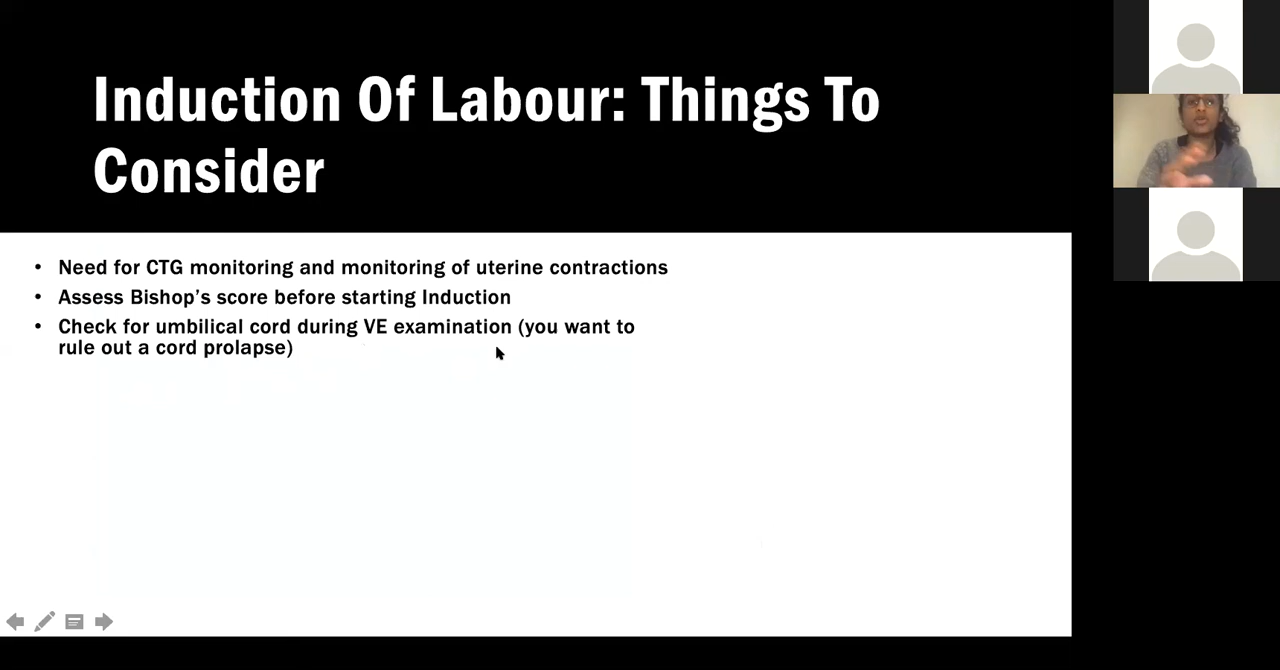 Induction Of Labour: Things To
Consider
• Need for CTG monitoring and monitoring of uterine contractions
• Assess Bishop's score before starting Induction
• Check for umbilical cord during VE examination (you want to
rule out a cord prolapse)